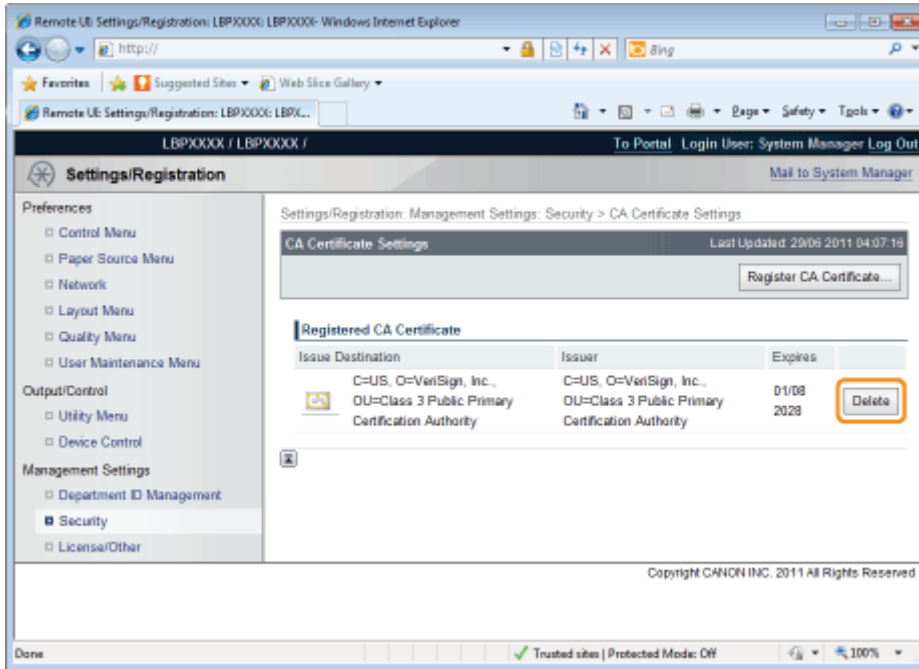 Remote UI: Settings/Registration: LBPXXXX: LBPXXXX- Windows Internet Explorer
http://
Bing
Favorites Suggested Sites Web Slice Gallery
Remote UI: Settings/Registration: LBPXXXX: LBPX... Page Safety Tools
LBPXXXX / LBPXXXX / To Portal Login User: System Manager Log Out
Settings/Registration Mail to System Manager
Preferences
Control Menu
Paper Source Menu
Network
Layout Menu
Quality Menu
User Maintenance Menu
Output/Control
Utility Menu
Device Control
Management Settings
Department ID Management
Security
License/Other
Settings/Registration: Management Settings: Security > CA Certificate Settings
CA Certificate Settings Last Updated: 29/06 2011 04:07:16
Register CA Certificate...
Registered CA Certificate
Issue Destination Issuer Expires
C=US, O=VeriSign, Inc., C=US, O=VeriSign, Inc., 01/08
OU=Class 3 Public Primary OU=Class 3 Public Primary 2028 Delete
Certification Authority Certification Authority
Copyright CANON INC. 2011 All Rights Reserved
Done Trusted sites | Protected Mode: Off 100%